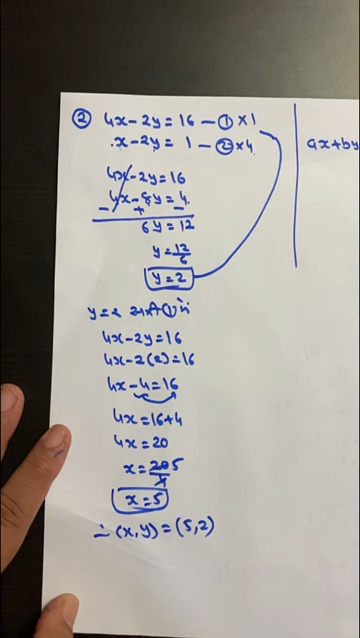 ② 4x-2y=16 - ① ×1
x-2y=1 - ② ×4
4x-2y=16
4x-8y=4
- + -
6y=12
y=12/6
y=2
y=2 ① में
4x-2y=16
4x-2(2)=16
4x-4=16
4x=16+4
4x=20
x=20/4 5
x=5
∴ (x,y)=(5,2)
ax+by